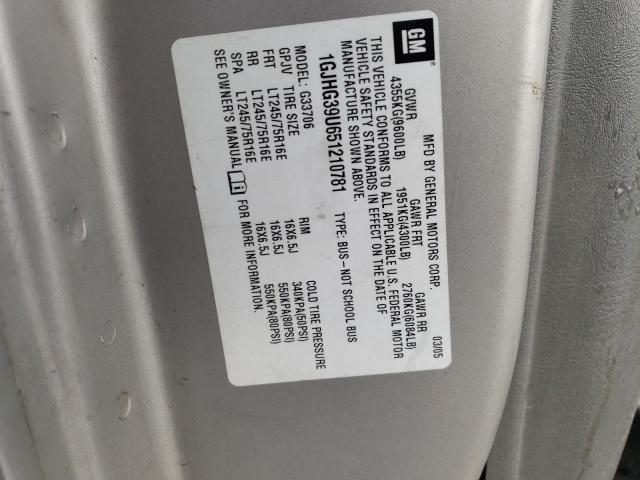 GM
MFD BY GENERAL MOTORS CORP. 03/05
GVWR GAWR FRT GAWR RR
4355KG(9600LB) 1951KG(4300LB) 2760KG(6084LB)
THIS VEHICLE CONFORMS TO ALL APPLICABLE U.S. FEDERAL MOTOR
VEHICLE SAFETY STANDARDS IN EFFECT ON THE DATE OF
MANUFACTURE SHOWN ABOVE.
1GJHG39U651210781 TYPE: BUS-NOT SCHOOL BUS
MODEL: G33706
GPJV TIRE SIZE RIM COLD TIRE PRESSURE
FRT LT245/75R16E 16X6.5J 340KPA(50PSI)
RR LT245/75R16E 16X6.5J 550KPA(80PSI)
SPA LT245/75R16E 16X6.5J 550KPA(80PSI)
SEE OWNER'S MANUAL FOR MORE INFORMATION.